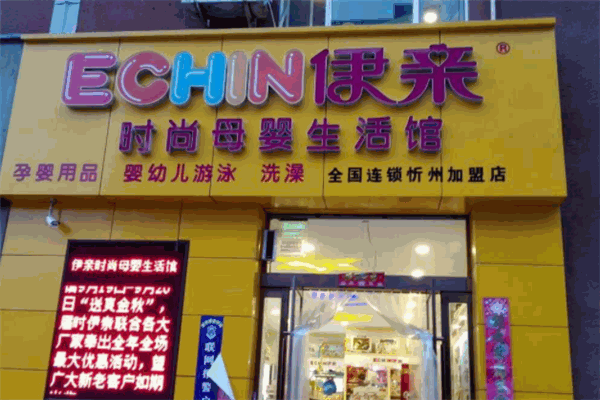 ECHIN伊亲®
时尚母婴生活馆
孕婴用品 婴幼儿游泳 洗澡 全国连锁忻州加盟店
伊亲时尚母婴生活馆
日“送真金秋”，
届时伊亲联合各大
厂家奉出全年全场
最大优惠活动，望
广大新老客户如期
联网报警